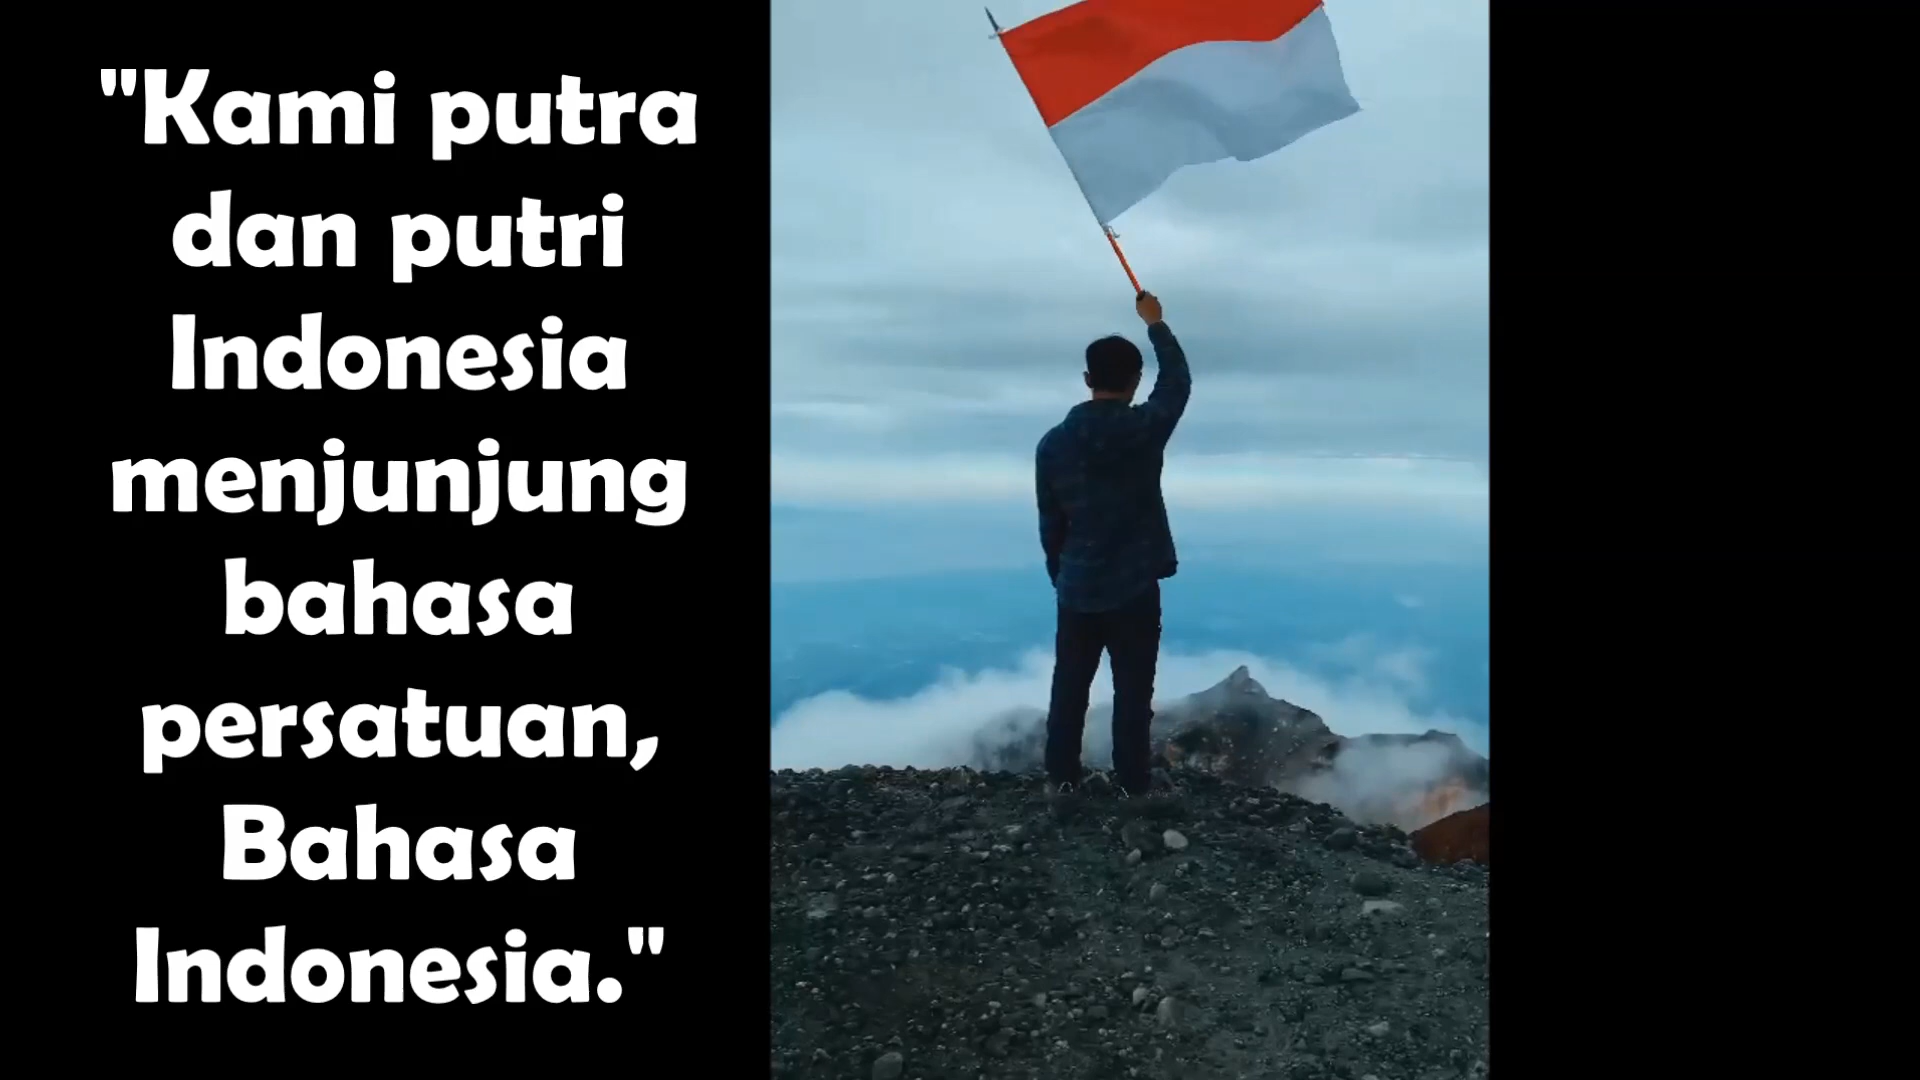 "Kami putra
dan putri
Indonesia
menjunjung
bahasa
persatuan,
Bahasa
Indonesia."